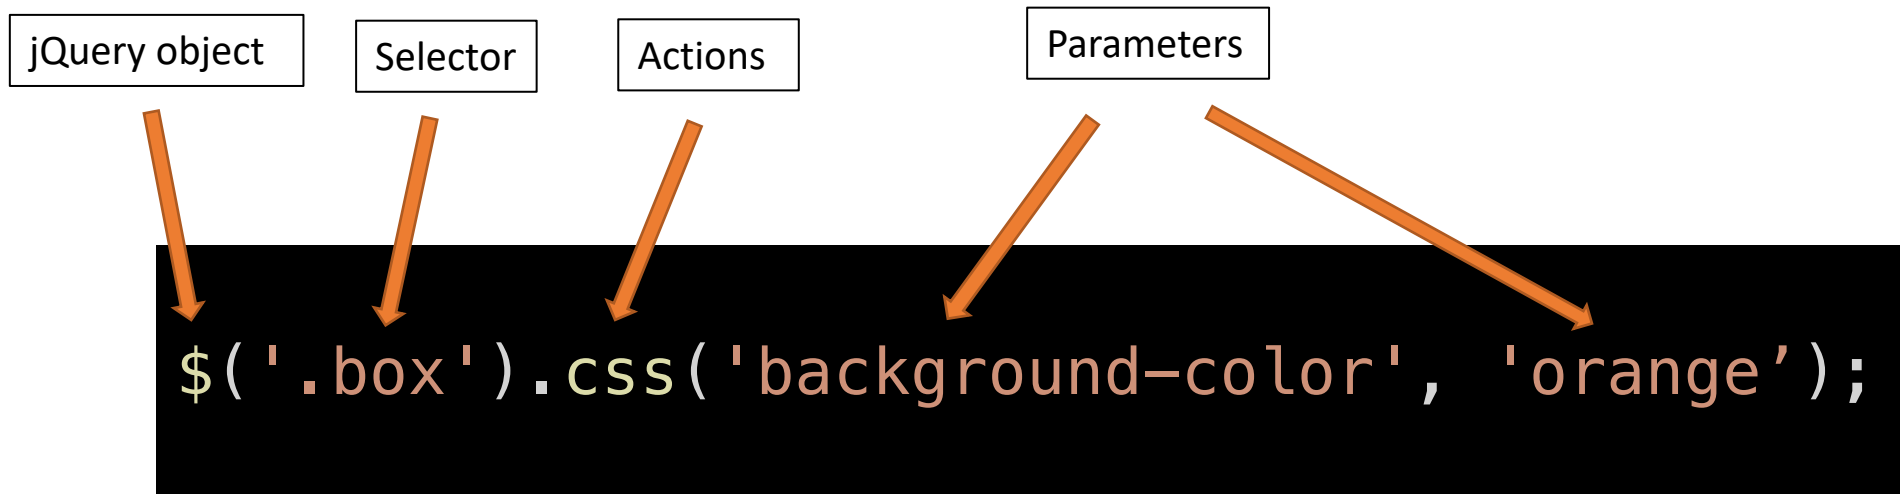 jQuery object
Selector
Actions
Parameters
$('.box').css('background-color', 'orange’);